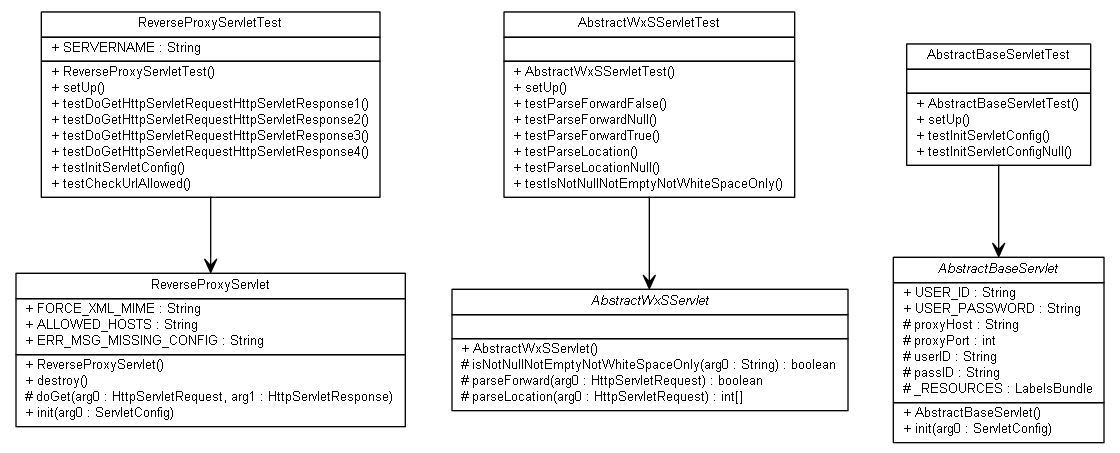 ReverseProxyServletTest
+ SERVERNAME : String
+ ReverseProxyServletTest()
+ setUp()
+ testDoGetHttpServletRequestHttpServletResponse1()
+ testDoGetHttpServletRequestHttpServletResponse2()
+ testDoGetHttpServletRequestHttpServletResponse3()
+ testDoGetHttpServletRequestHttpServletResponse4()
+ testInitServletConfig()
+ testCheckUrlAllowed()
AbstractWxSServletTest
+ AbstractWxSServletTest()
+ setUp()
+ testParseForwardFalse()
+ testParseForwardNull()
+ testParseForwardTrue()
+ testParseLocation()
+ testParseLocationNull()
+ testIsNotNullNotEmptyNotWhiteSpaceOnly()
AbstractBaseServletTest
+ AbstractBaseServletTest()
+ setUp()
+ testInitServletConfig()
+ testInitServletConfigNull()
ReverseProxyServlet
+ FORCE_XML_MIME : String
+ ALLOWED_HOSTS : String
+ ERR_MSG_MISSING_CONFIG : String
+ ReverseProxyServlet()
+ destroy()
# doGet(arg0 : HttpServletRequest, arg1 : HttpServletResponse)
+ init(arg0 : ServletConfig)
AbstractWxSServlet
+ AbstractWxSServlet()
# isNotNullNotEmptyNotWhiteSpaceOnly(arg0 : String) : boolean
# parseForward(arg0 : HttpServletRequest) : boolean
# parseLocation(arg0 : HttpServletRequest) : int[]
AbstractBaseServlet
+ USER_ID : String
+ USER_PASSWORD : String
# proxyHost : String
# proxyPort : int
# userID : String
# passID : String
# _RESOURCES : LabelsBundle
+ AbstractBaseServlet()
+ init(arg0 : ServletConfig)